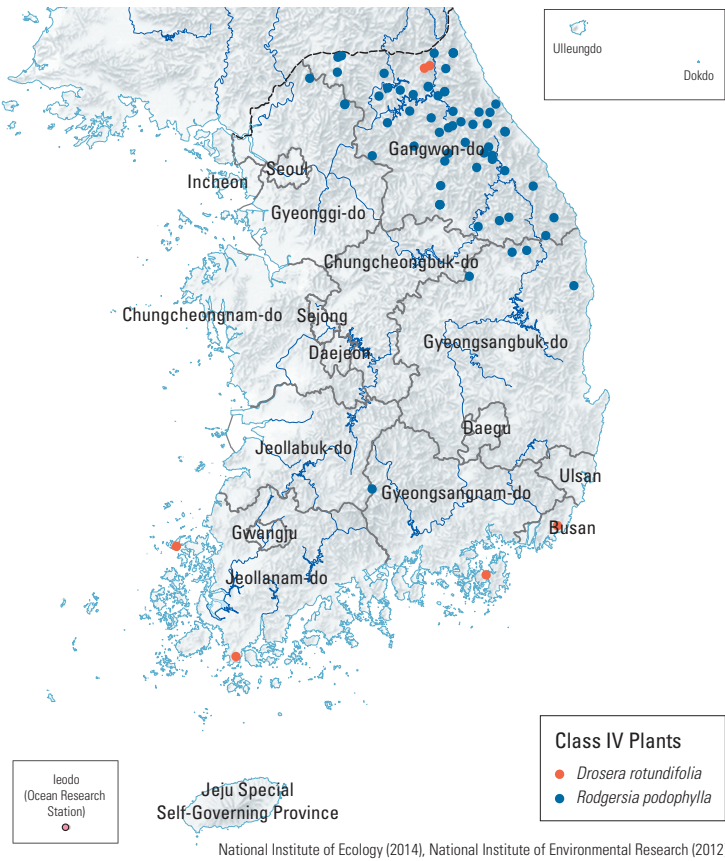 Ulleungdo
Dokdo
Gangwon-do
Seoul
Incheon
Gyeonggi-do
Chungcheongbuk-do
Chungcheongnam-do
Sejong
Daejeon
Gyeongsangbuk-do
Daegu
Jeollabuk-do
Ulsan
Gyeongsangnam-do
Busan
Gwangju
Jeollanam-do
Class IV Plants
Drosera rotundifolia
Rodgersia podophylla
Ieodo
(Ocean Research
Station)
Jeju Special
Self-Governing Province
National Institute of Ecology (2014), National Institute of Environmental Research (2012